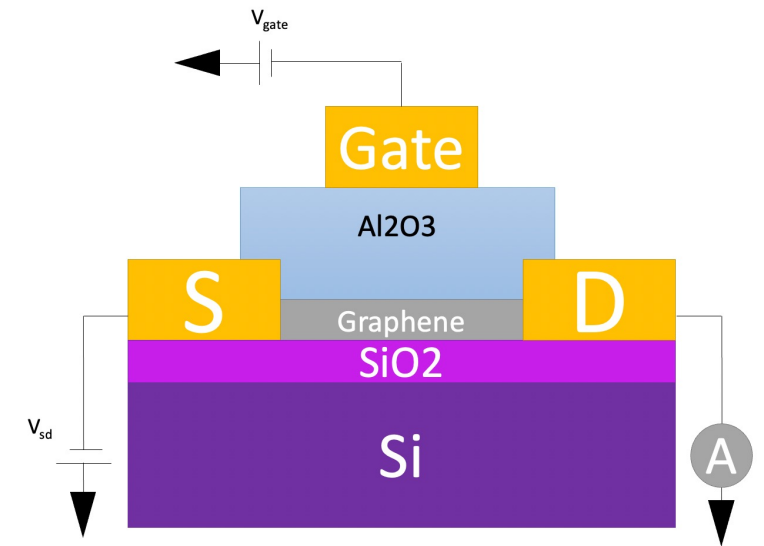 Vgate
Gate
Al2O3
S
D
Graphene
SiO2
Vsd
Si
A